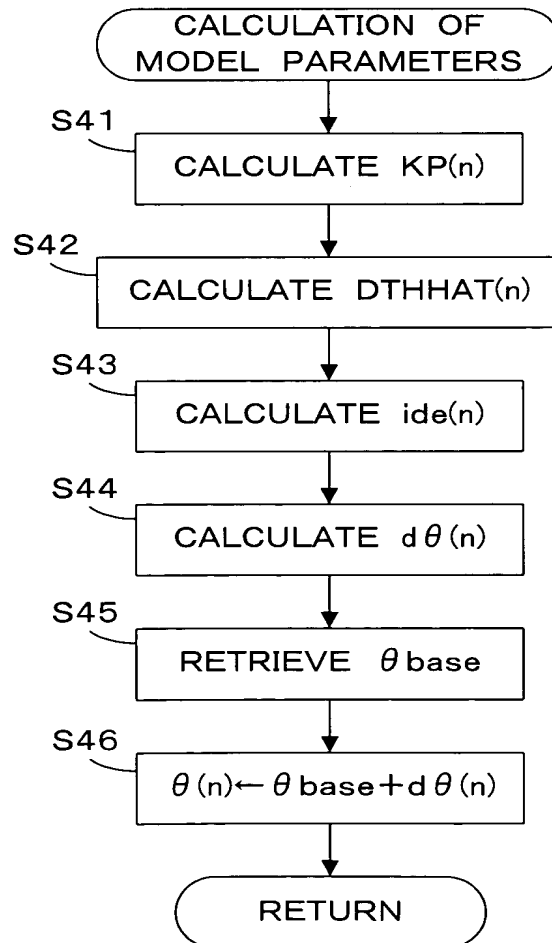 CALCULATION OF
MODEL PARAMETERS
S41
CALCULATE KP(n)
S42
CALCULATE DTHHAT(n)
S43
CALCULATE ide(n)
S44
CALCULATE dθ(n)
S45
RETRIEVE θbase
S46
θ(n)←θbase+dθ(n)
RETURN